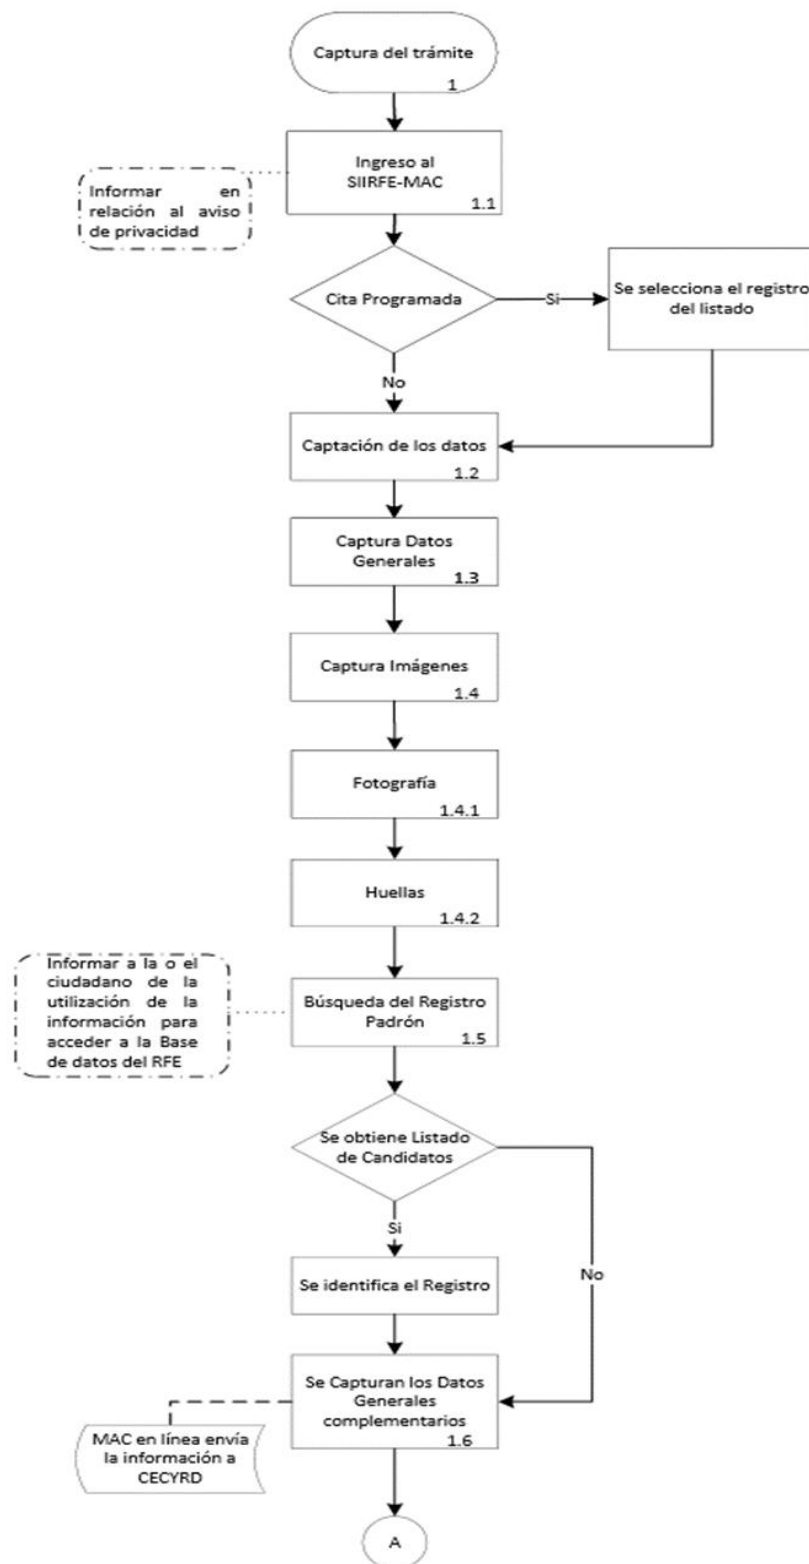 Captura del trámite
1
Ingreso al
SIIRFE-MAC
1.1
Informar en
relación al aviso
de privacidad
Cita Programada
Si
Se selecciona el registro
del listado
No
Captación de los datos
1.2
Captura Datos
Generales
1.3
Captura Imágenes
1.4
Fotografía
1.4.1
Huellas
1.4.2
Informar a la o el
ciudadano de la
utilización de la
información para
acceder a la Base
de datos del RFE
Búsqueda del Registro
Padrón
1.5
Se obtiene Listado
de Candidatos
Si
No
Se identifica el Registro
Se Capturan los Datos
Generales
complementarios
1.6
MAC en línea envía
la información a
CECYRD
A